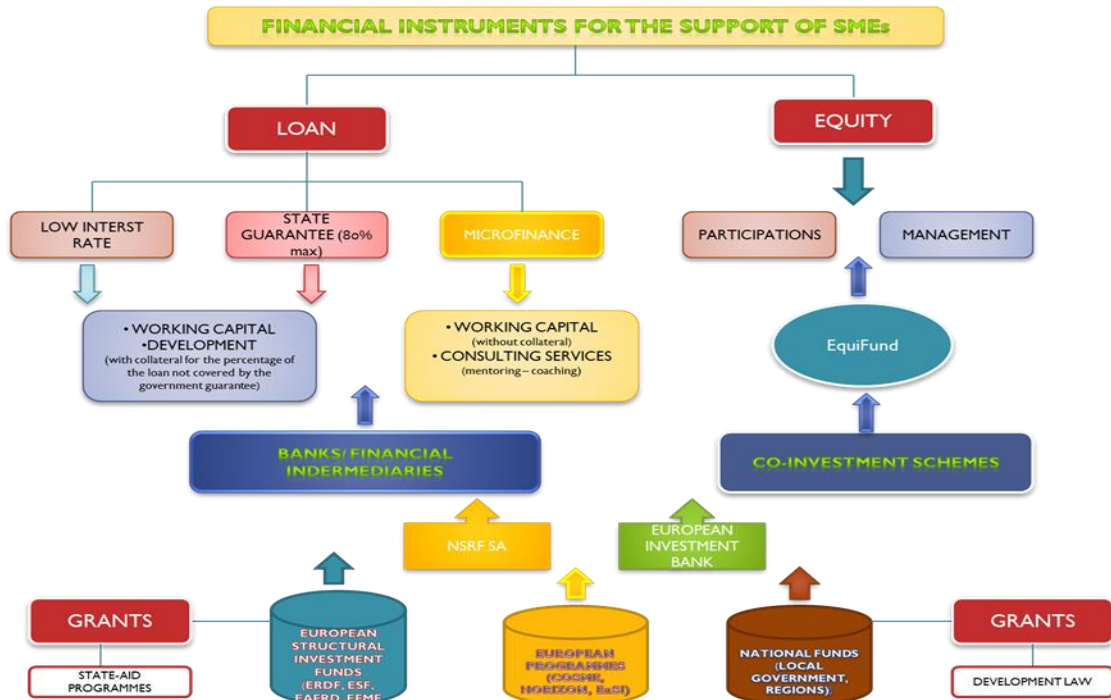 FINANCIAL INSTRUMENTS FOR THE SUPPORT OF SMEs
LOAN
EQUITY
LOW INTERST
RATE
STATE
GUARANTEE (80%
max)
MICROFINANCE
PARTICIPATIONS
MANAGEMENT
• WORKING CAPITAL
•DEVELOPMENT
(with collateral for the percentage of
the loan not covered by the
government guarantee)
• WORKING CAPITAL
(without collateral)
• CONSULTING SERVICES
(mentoring – coaching)
EquiFund
BANKS/ FINANCIAL
INDERMEDIARIES
CO-INVESTMENT SCHEMES
NSRF SA
EUROPEAN
INVESTMENT
BANK
GRANTS
STATE-AID
PROGRAMMES
EUROPEAN
STRUCTURAL
INVESTMENT
FUNDS
(ERDF, ESF,
EAFRD, EFMF
EUROPEAN
PROGRAMMES
(COSME,
HORIZON, EaSI)
NATIONAL FUNDS
(LOCAL
GOVERNMENT,
REGIONS)
GRANTS
DEVELOPMENT LAW